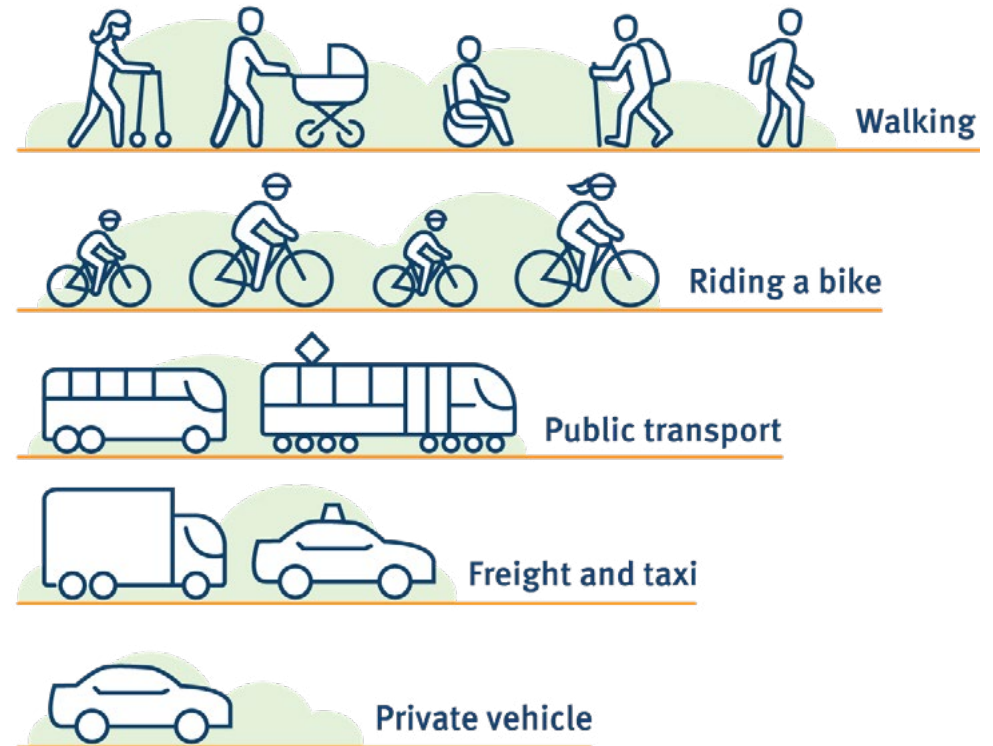 Walking
Riding a bike
Public transport
Freight and taxi
Private vehicle